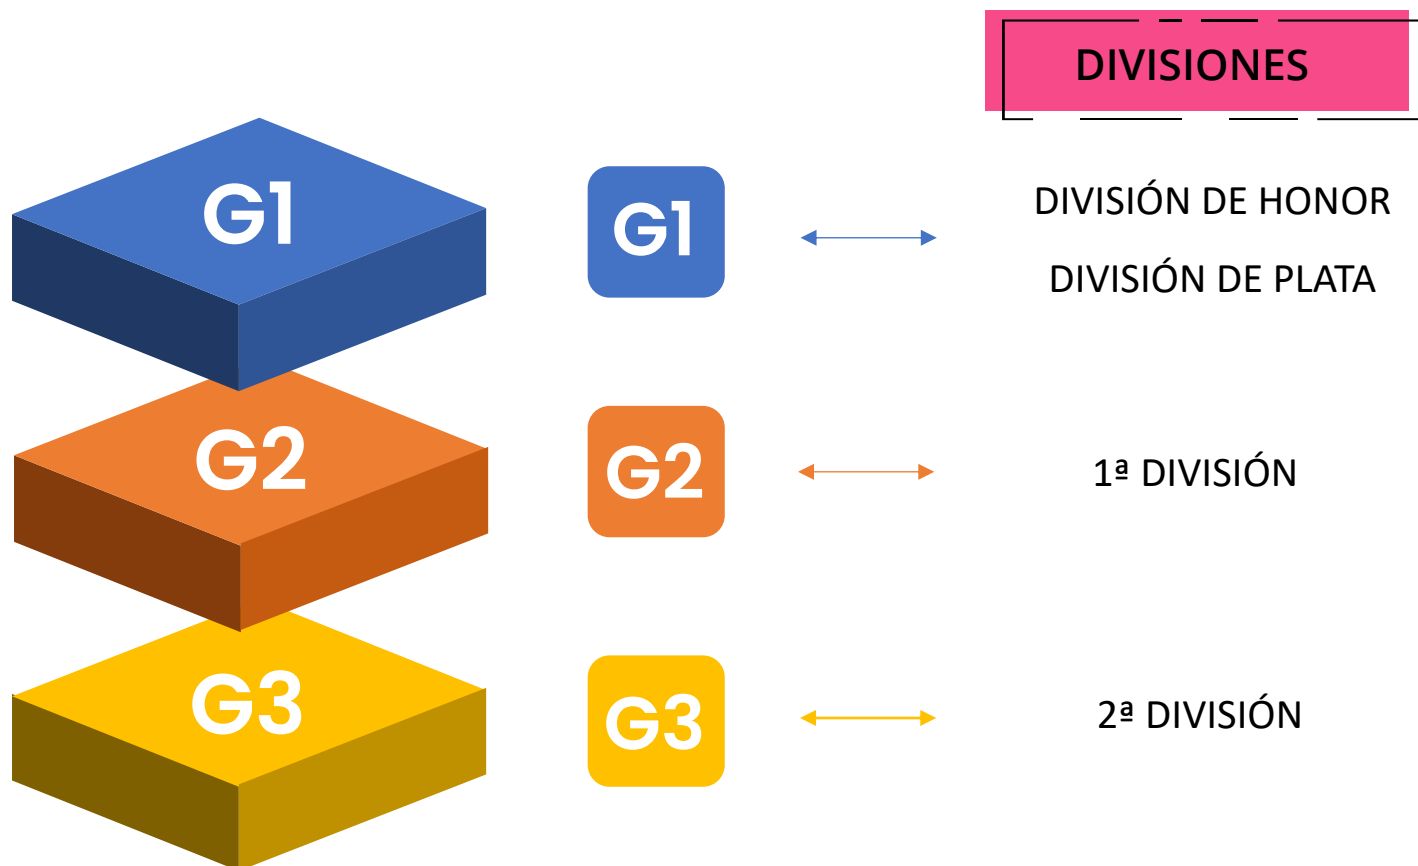 DIVISIONES
G1
G1
DIVISIÓN DE HONOR
DIVISIÓN DE PLATA
G2
G2
1ª DIVISIÓN
G3
G3
2ª DIVISIÓN